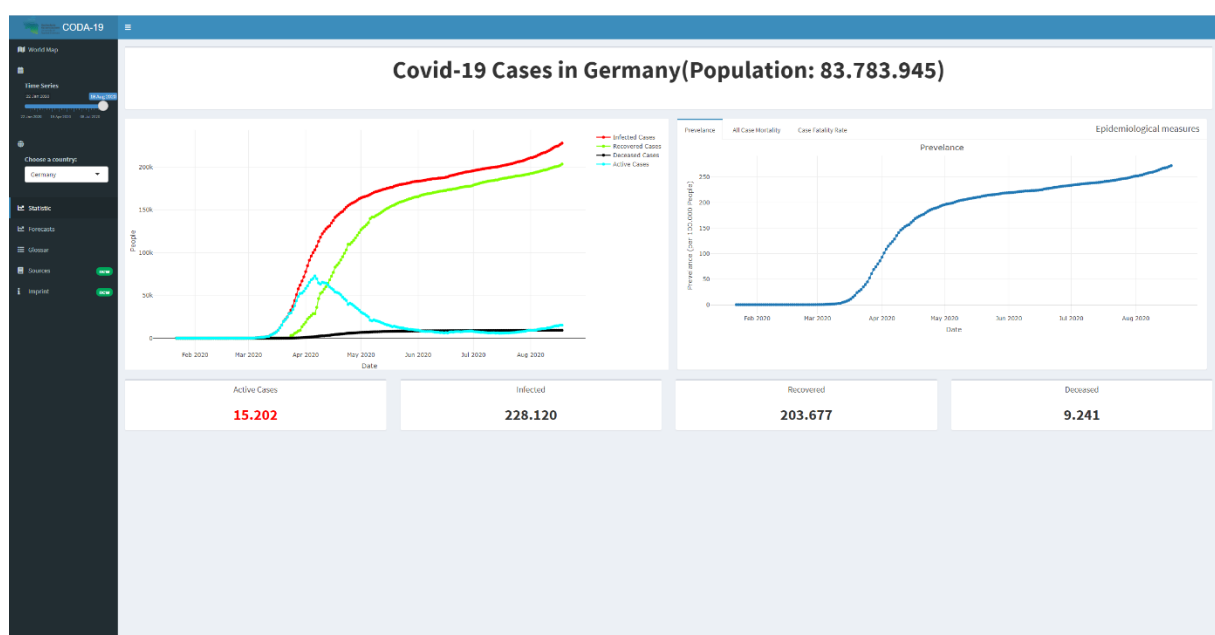 CODA-19
World Map
Time Series
Choose a country:
Germany
Statistic
Forecasts
Glossar
Sources
NEW
Imprint
NEW
Covid-19 Cases in Germany(Population: 83.783.945)
Infected Cases
Recovered Cases
Deceased Cases
Active Cases
200k
150k
100k
50k
0
People
Feb 2020 Mar 2020 Apr 2020 May 2020 Jun 2020 Jul 2020 Aug 2020
Date
Prevelance All Case Mortality Case Fatality Rate
Epidemiological measures
Prevelance
250
200
150
100
50
0
Prevelance (per 100.000 People)
Feb 2020 Mar 2020 Apr 2020 May 2020 Jun 2020 Jul 2020 Aug 2020
Date
Active Cases
15.202
Infected
228.120
Recovered
203.677
Deceased
9.241